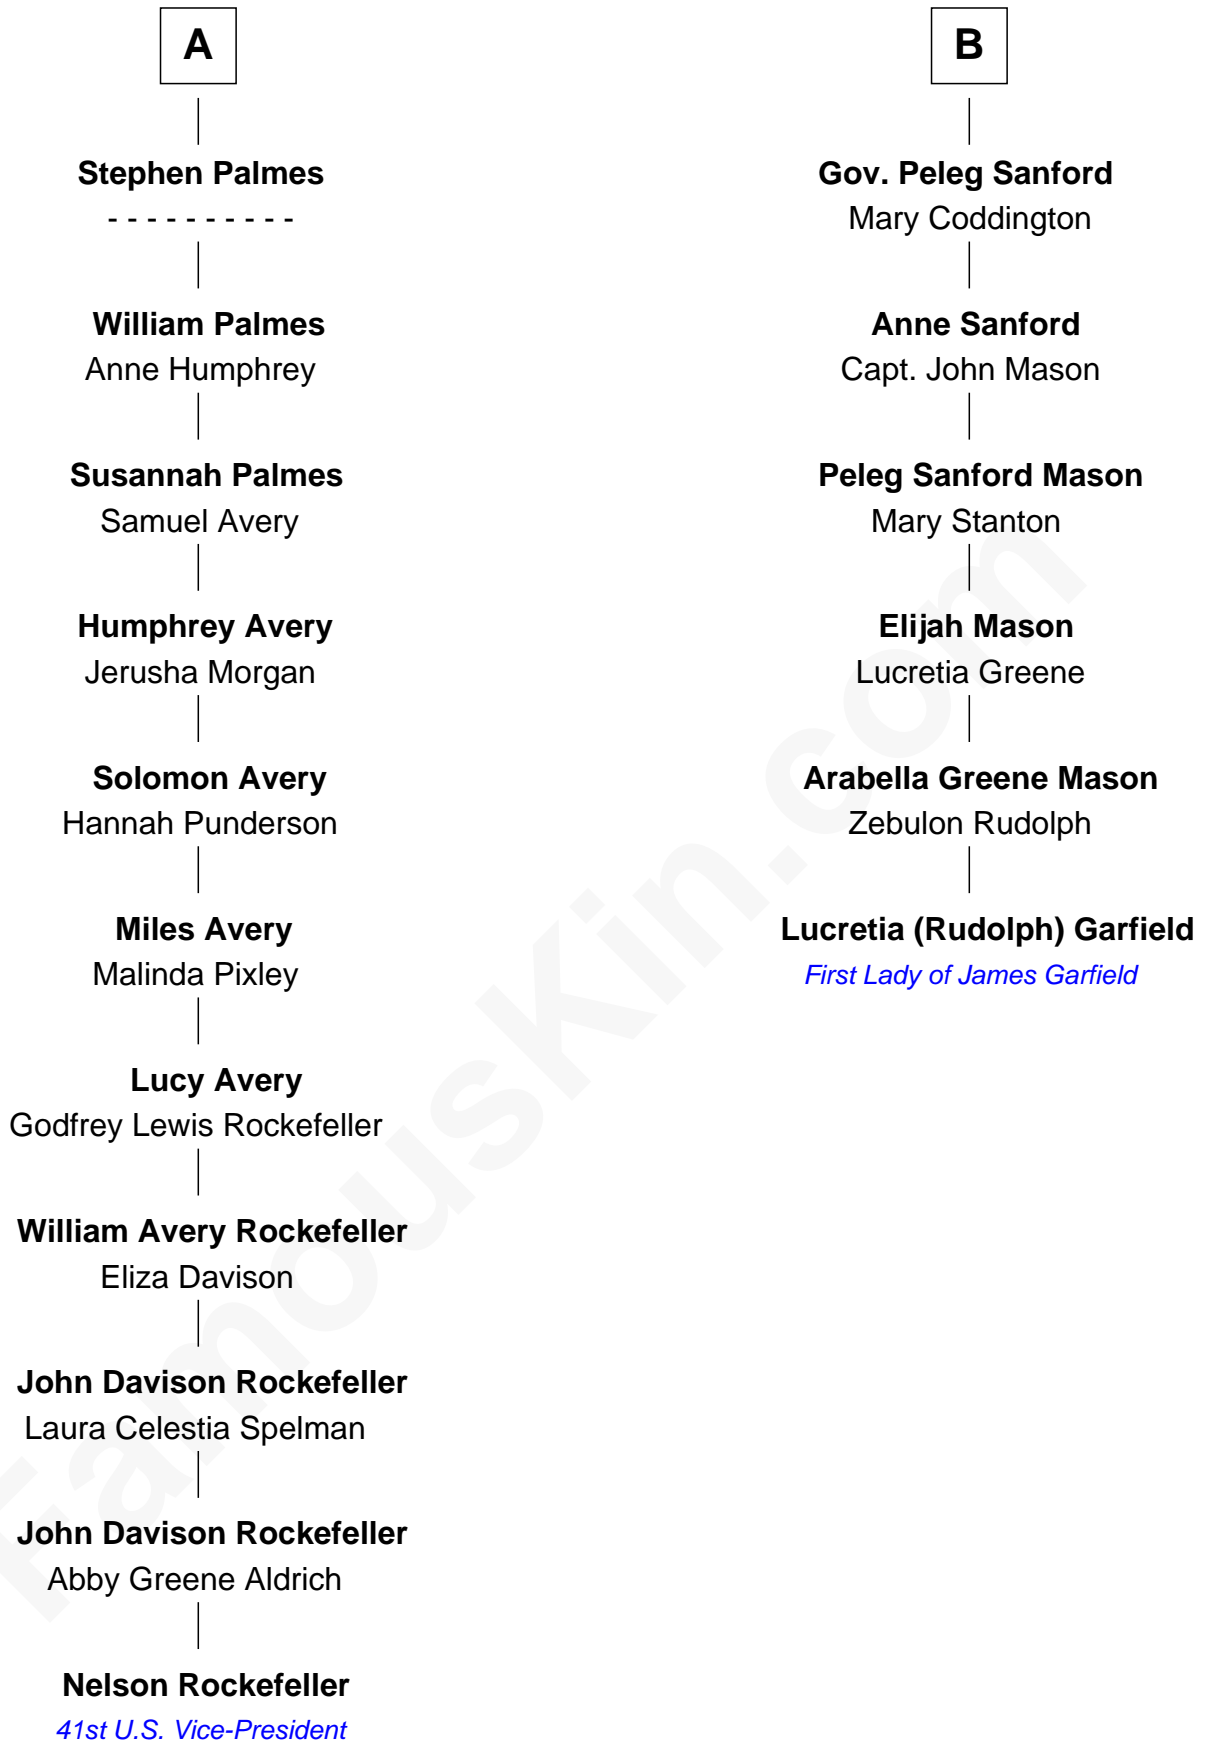 A
Stephen Palmes
- - - - - - - - - -
William Palmes
Anne Humphrey
Susannah Palmes
Samuel Avery
Humphrey Avery
Jerusha Morgan
Solomon Avery
Hannah Punderson
Miles Avery
Malinda Pixley
Lucy Avery
Godfrey Lewis Rockefeller
William Avery Rockefeller
Eliza Davison
John Davison Rockefeller
Laura Celestia Spelman
John Davison Rockefeller
Abby Greene Aldrich
Nelson Rockefeller
41st U.S. Vice-President
B
Gov. Peleg Sanford
Mary Coddington
Anne Sanford
Capt. John Mason
Peleg Sanford Mason
Mary Stanton
Elijah Mason
Lucretia Greene
Arabella Greene Mason
Zebulon Rudolph
Lucretia (Rudolph) Garfield
First Lady of James Garfield
FamousKin.com